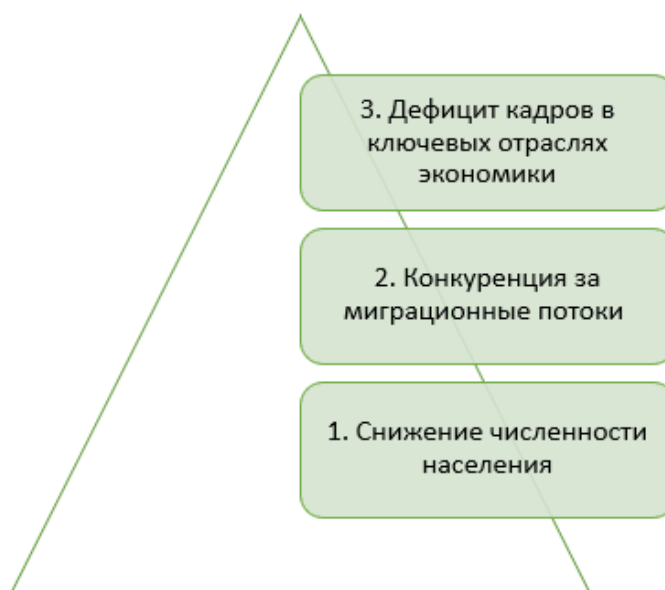 3. Дефицит кадров в
ключевых отраслях
экономики
2. Конкуренция за
миграционные потоки
1. Снижение численности
населения